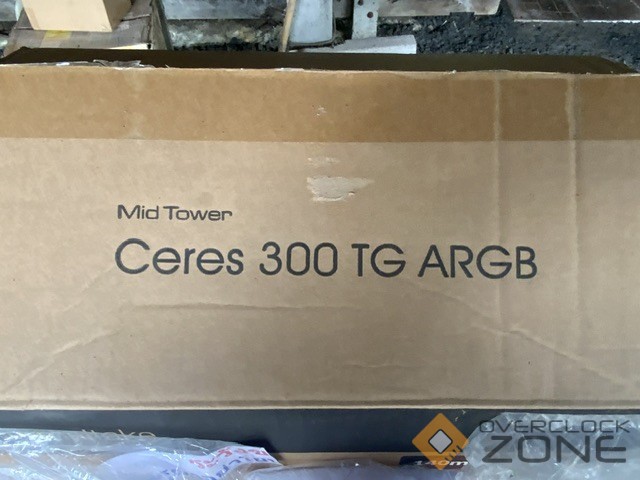 Mid Tower
Ceres 300 TG ARGB
OVERCLOCK
ZONE